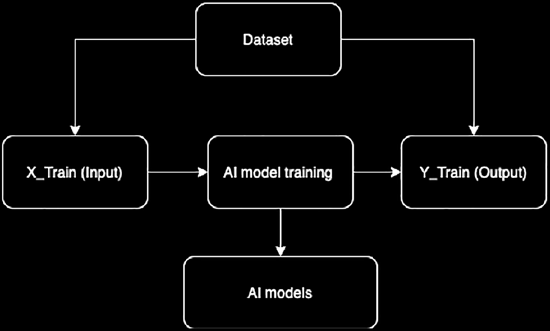 Dataset
X_Train (Input)
AI model training
Y_Train (Output)
AI models